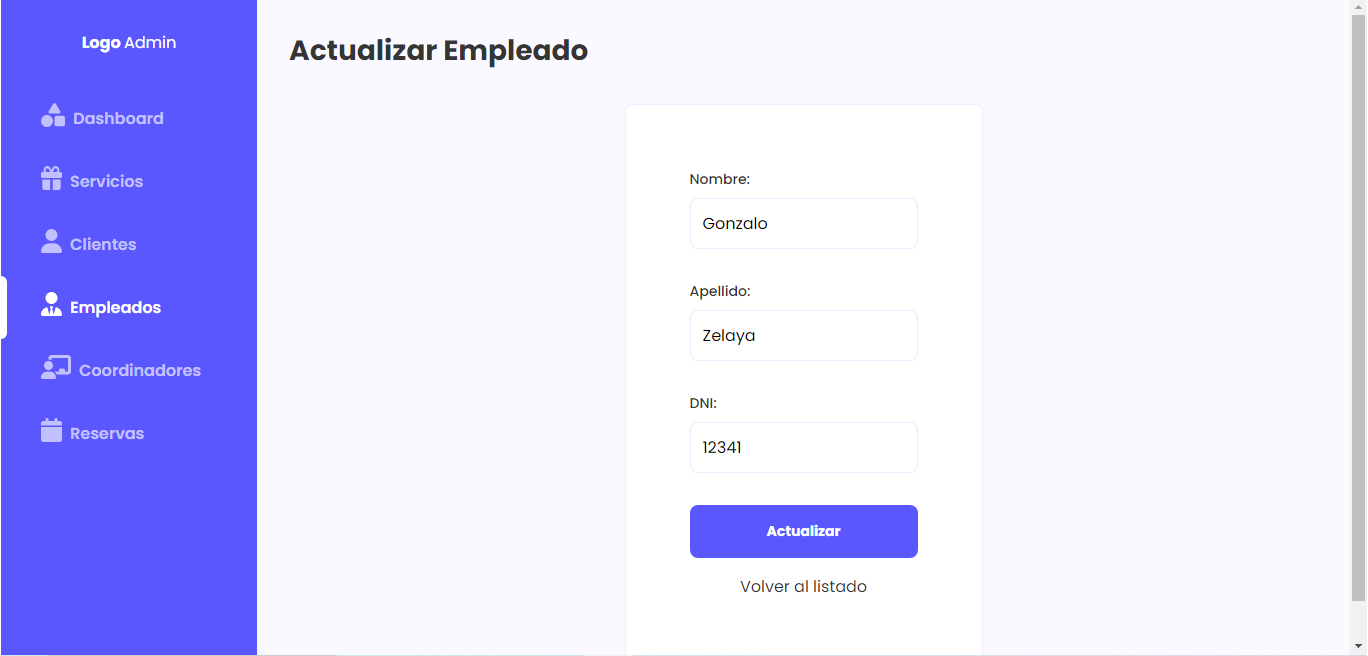 Logo Admin
Dashboard
Servicios
Clientes
Empleados
Coordinadores
Reservas
Actualizar Empleado
Nombre:
Gonzalo
Apellido:
Zelaya
DNI:
12341
Actualizar
Volver al listado